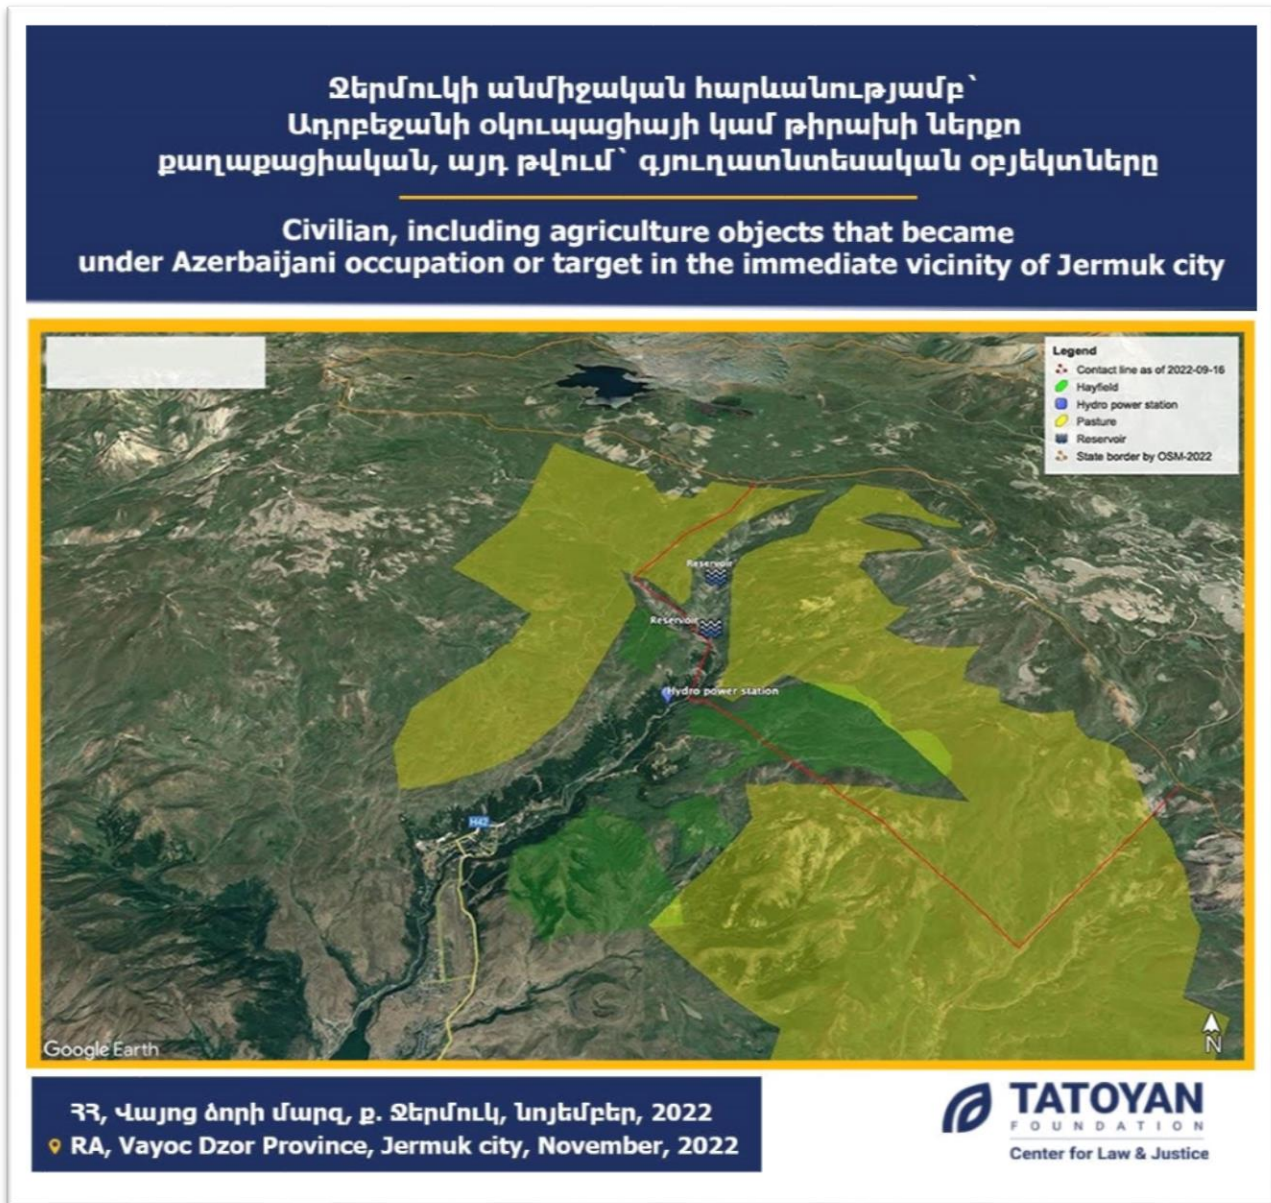 Ջերմուկի անմիջական հարևանությամբ՝
Ադրբեջանի օկուպացիայի կամ թիրախի ներքո
քաղաքացիական, այդ թվում՝ գյուղատնտեսական օբյեկտները
Civilian, including agriculture objects that became
under Azerbaijani occupation or target in the immediate vicinity of Jermuk city
Legend
Contact line as of 2022-09-16
Hayfield
Hydro power station
Pasture
Reservoir
State border by OSM-2022
Reservoir
Reservoir
Hydro power station
H42
Google Earth
N
ՀՀ, Վայոց ձորի մարզ, ք. Ջերմուկ, նոյեմբեր, 2022
RA, Vayoc Dzor Province, Jermuk city, November, 2022
TATOYAN
FOUNDATION
Center for Law & Justice